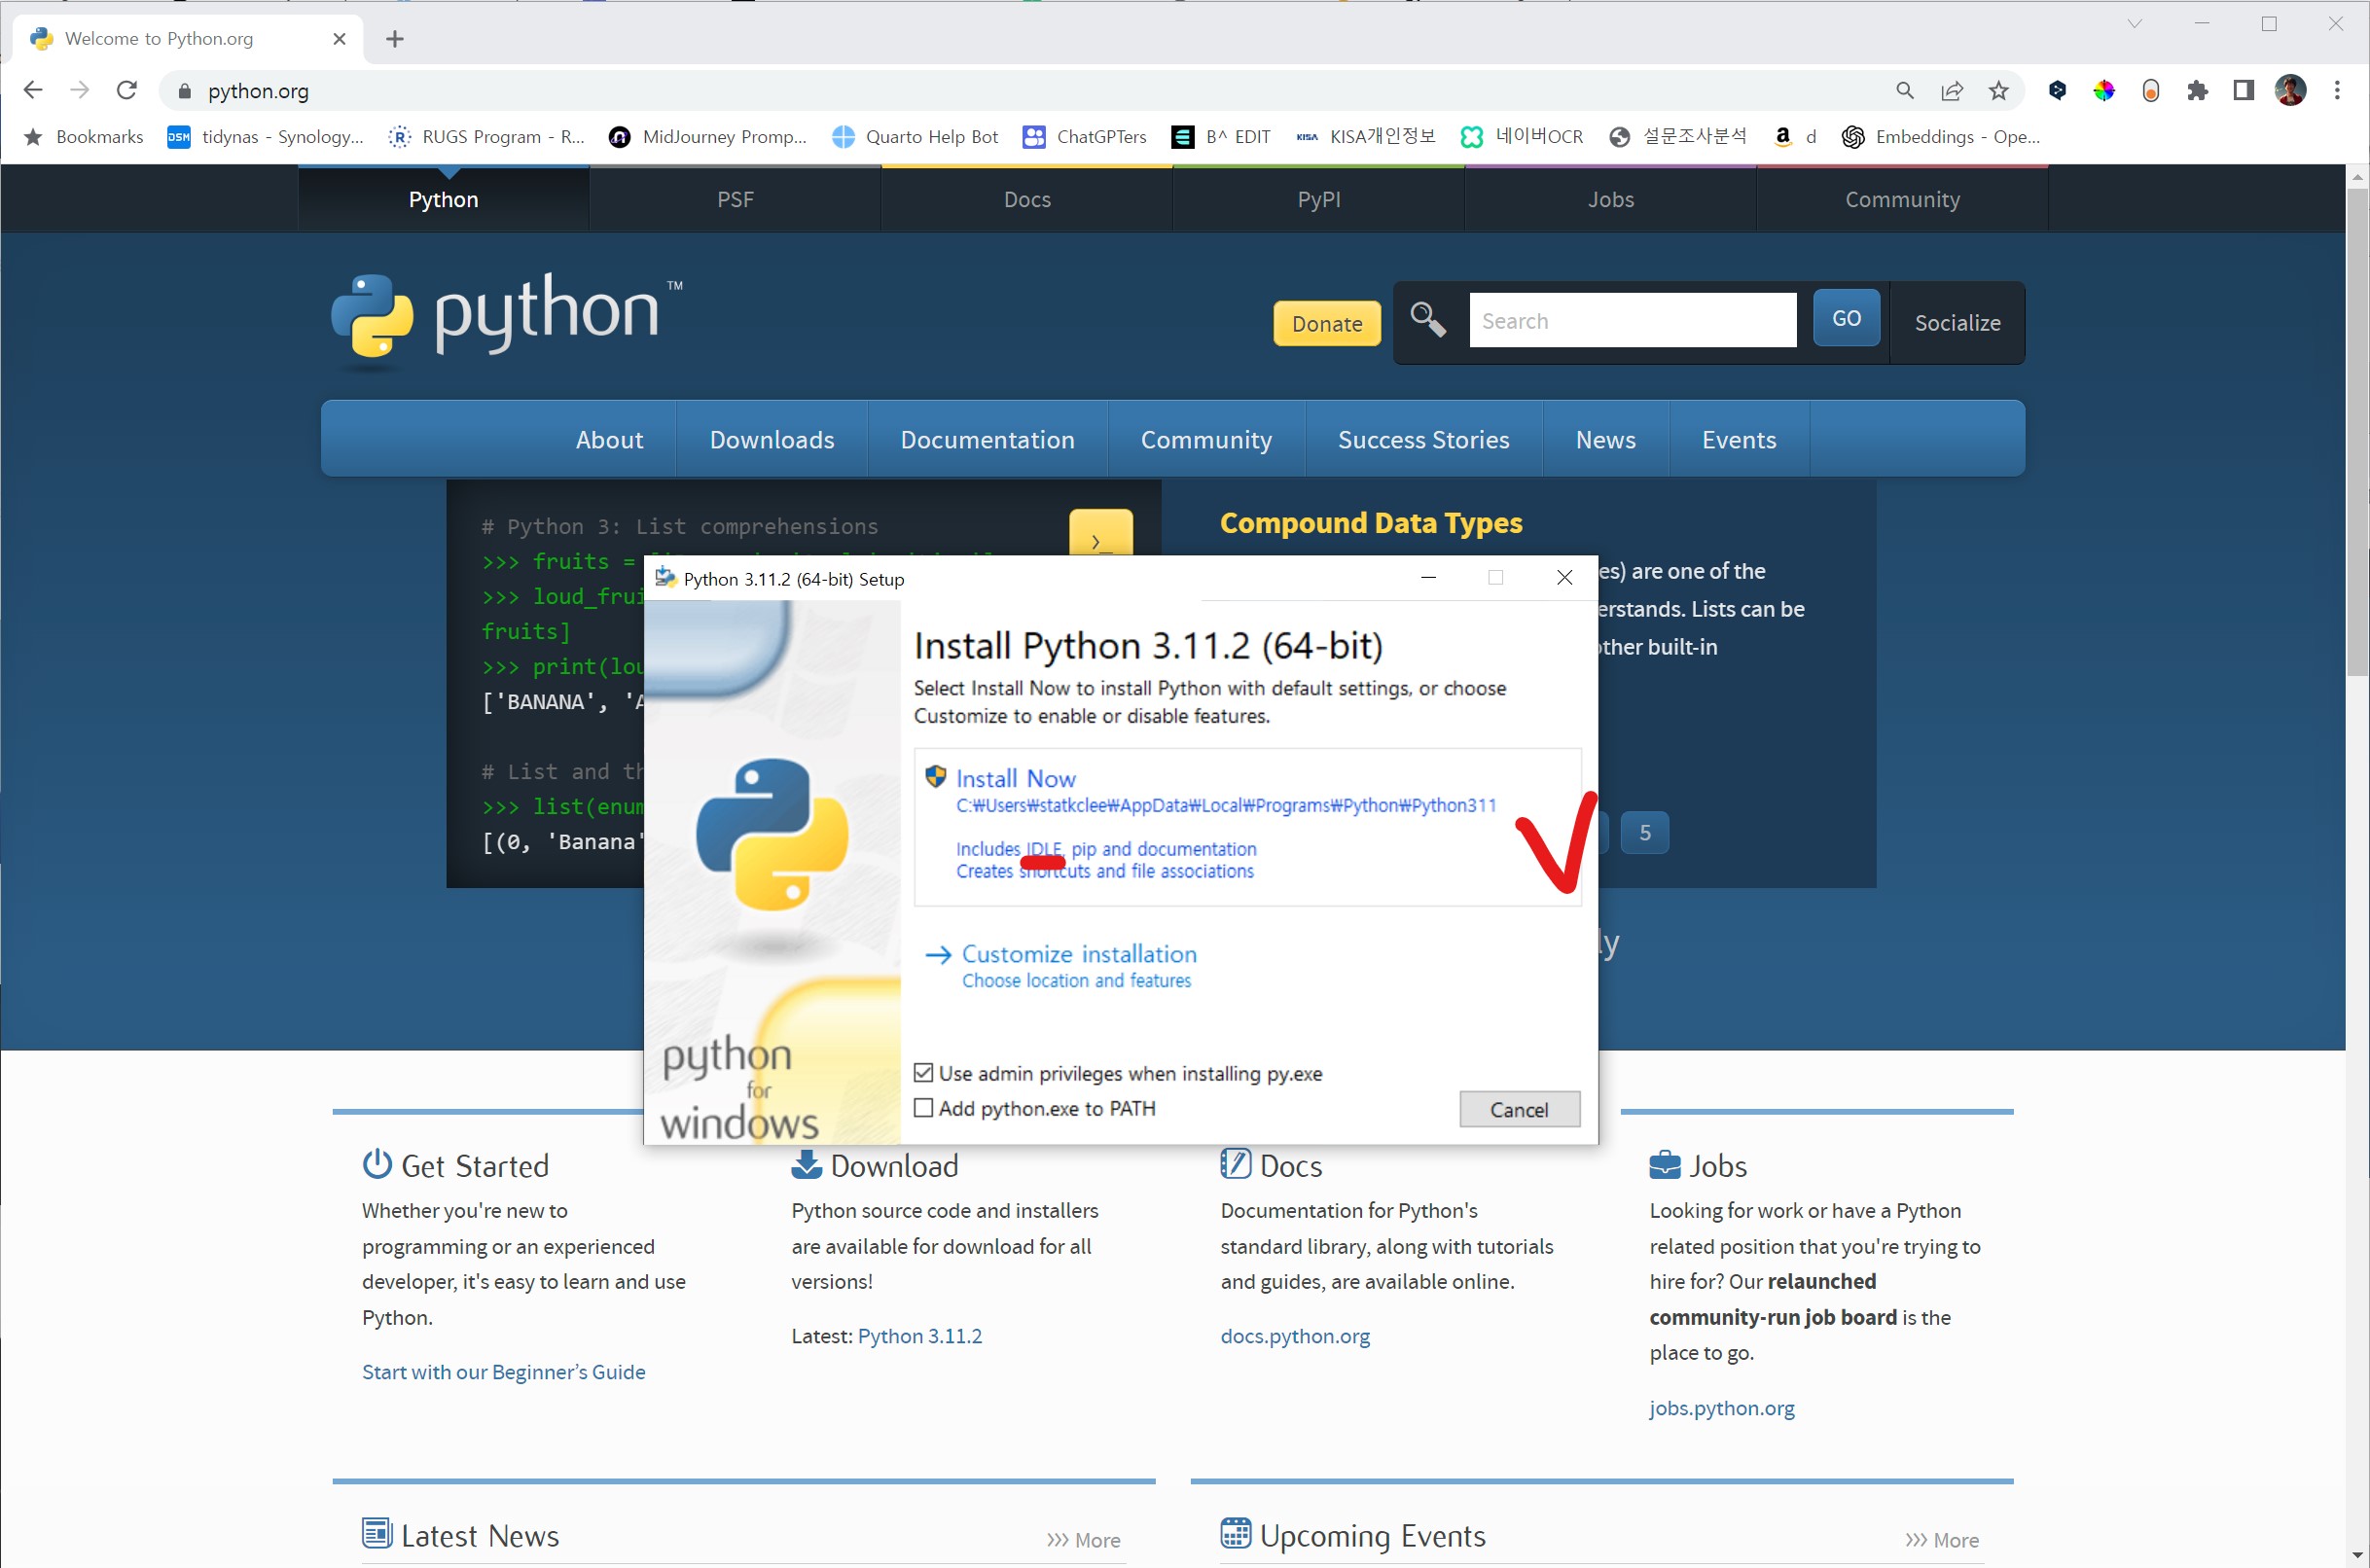 Welcome to Python.org
python.org
Bookmarks
DSM tidynas - Synology...
RUGS Program - R...
MidJourney Promp...
Quarto Help Bot
ChatGPTers
B^ EDIT
KISA KISA개인정보
네이버OCR
설문조사분석
d
Embeddings - Ope...
Python
PSF
Docs
PyPI
Jobs
Community
python™
Donate
Search
GO
Socialize
About
Downloads
Documentation
Community
Success Stories
News
Events
# Python 3: List comprehensions
>>> fruits =
>>> loud_frui
fruits]
>>> print(lou
['BANANA', 'A
# List and th
>>> list(enum
[(0, 'Banana'
>_
Compound Data Types
es) are one of the
erstands. Lists can be
other built-in
5
ly
Python 3.11.2 (64-bit) Setup
Install Python 3.11.2 (64-bit)
Select Install Now to install Python with default settings, or choose
Customize to enable or disable features.
Install Now
C:₩Users₩statkclee₩AppData₩Local₩Programs₩Python₩Python311
Includes IDLE, pip and documentation
Creates shortcuts and file associations
Customize installation
Choose location and features
Use admin privileges when installing py.exe
Add python.exe to PATH
Cancel
python
for
windows
Get Started
Whether you're new to
programming or an experienced
developer, it's easy to learn and use
Python.
Start with our Beginner’s Guide
Download
Python source code and installers
are available for download for all
versions!
Latest: Python 3.11.2
Docs
Documentation for Python's
standard library, along with tutorials
and guides, are available online.
docs.python.org
Jobs
Looking for work or have a Python
related position that you're trying to
hire for? Our relaunched
community-run job board is the
place to go.
jobs.python.org
Latest News
>>> More
Upcoming Events
>>> More